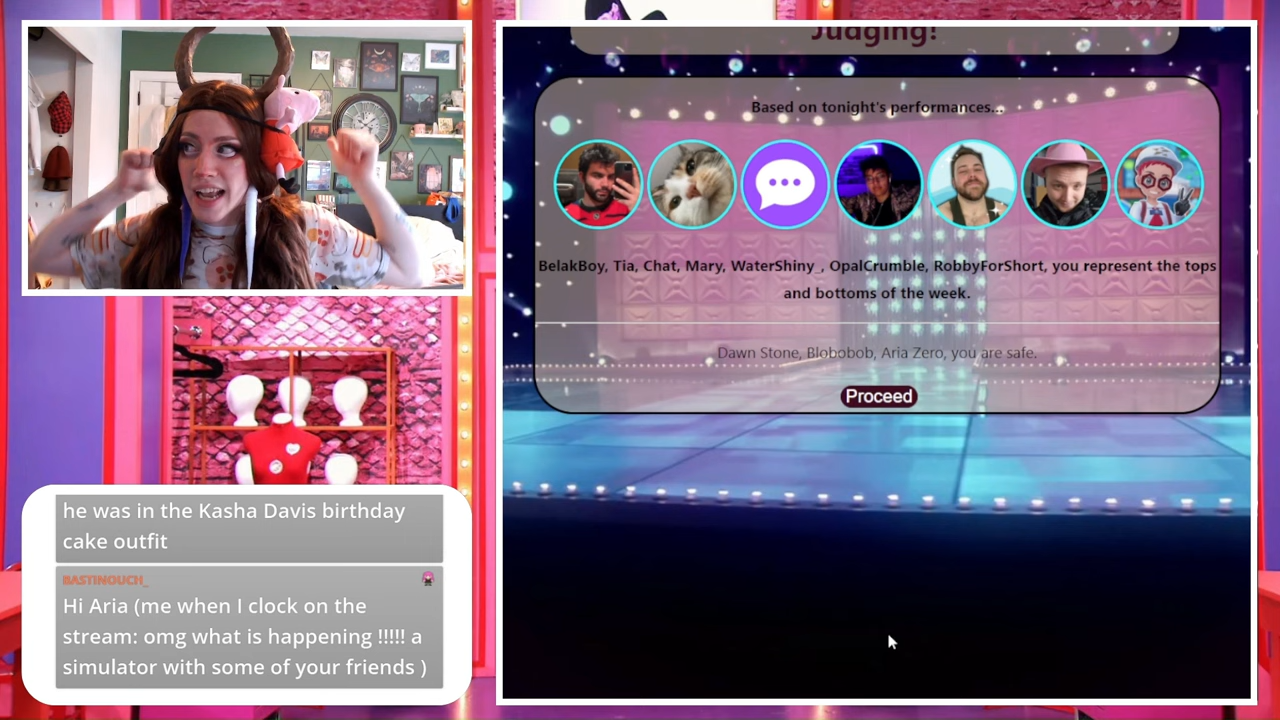 he was in the Kasha Davis birthday
cake outfit
BASTINOUCH_
Hi Aria (me when I clock on the
stream: omg what is happening !!!!! a
simulator with some of your friends )
Judging!
Based on tonight's performances...
BelakBoy, Tia, Chat, Mary, WaterShiny_, OpalCrumble, RobbyForShort, you represent the tops
and bottoms of the week.
Dawn Stone, Blobobob, Aria Zero, you are safe.
Proceed